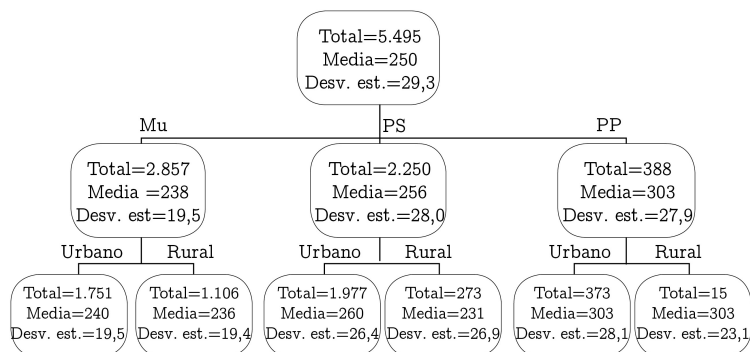 Total=5.495
Media=250
Desv. est.=29,3
Mu
PS
PP
Total=2.857
Media =238
Desv. est=19,5
Total=2.250
Media=256
Desv. est.=28,0
Total=388
Media=303
Desv. est.=27,9
Urbano
Rural
Urbano
Rural
Urbano
Rural
Total=1.751
Media=240
Desv. est.=19,5
Total=1.106
Media=236
Desv. est.=19,4
Total=1.977
Media=260
Desv. est.=26,4
Total=273
Media=231
Desv. est.=26,9
Total=373
Media=303
Desv. est.=28,1
Total=15
Media=303
Desv. est.=23,1